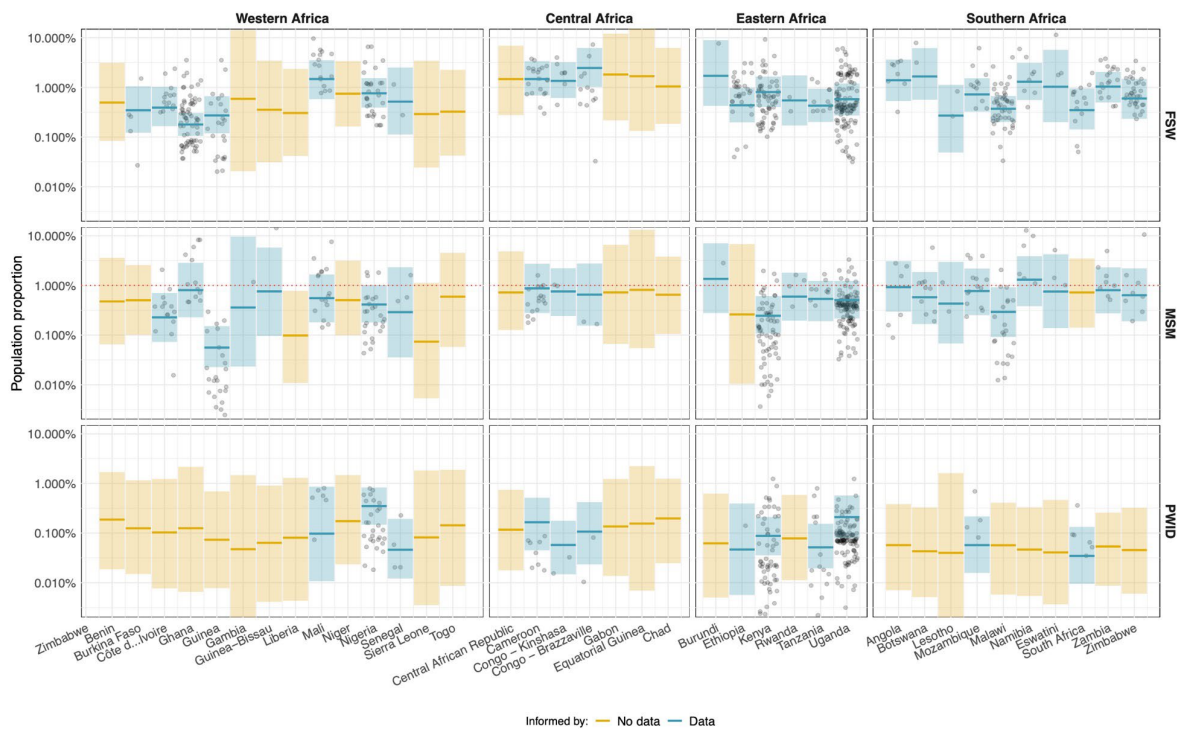 Western Africa
Central Africa
Eastern Africa
Southern Africa
10.000%
1.000%
0.100%
0.010%
FSW
10.000%
1.000%
0.100%
0.010%
MSM
10.000%
1.000%
0.100%
0.010%
PWID
Population proportion
Zimbabwe
Benin
Burkina Faso
Côte d...Ivoire
Ghana
Guinea
Gambia
Guinea−Bissau
Liberia
Mali
Niger
Nigeria
Senegal
Sierra Leone
Togo
Central African Republic
Cameroon
Congo − Kinshasa
Congo − Brazzaville
Gabon
Equatorial Guinea
Chad
Burundi
Ethiopia
Kenya
Rwanda
Tanzania
Uganda
Angola
Botswana
Lesotho
Mozambique
Malawi
Namibia
Eswatini
South Africa
Zambia
Zimbabwe
Informed by: No data Data